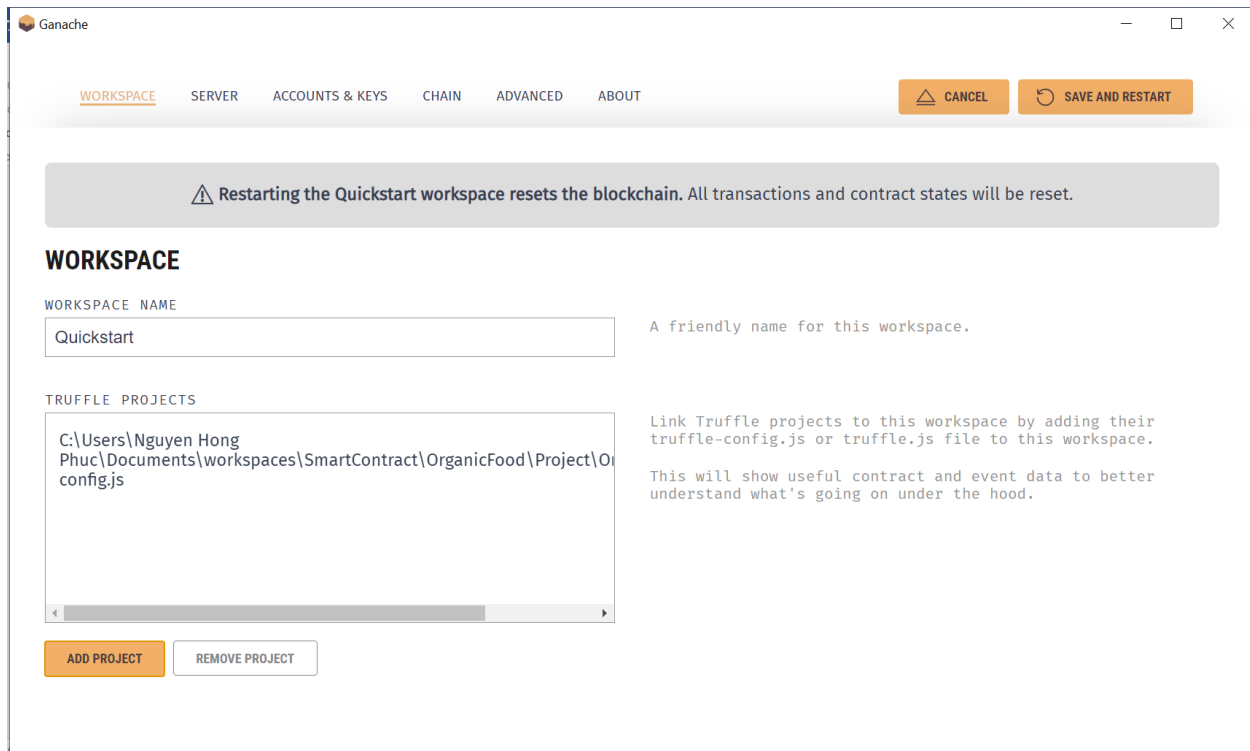 Ganache
WORKSPACE SERVER ACCOUNTS & KEYS CHAIN ADVANCED ABOUT CANCEL SAVE AND RESTART
Restarting the Quickstart workspace resets the blockchain. All transactions and contract states will be reset.
WORKSPACE
WORKSPACE NAME
Quickstart
A friendly name for this workspace.
TRUFFLE PROJECTS
C:\Users\Nguyen Hong
Phuc\Documents\workspaces\SmartContract\OrganicFood\Project\
config.js
Link Truffle projects to this workspace by adding their
truffle-config.js or truffle.js file to this workspace.
This will show useful contract and event data to better
understand what's going on under the hood.
ADD PROJECT REMOVE PROJECT